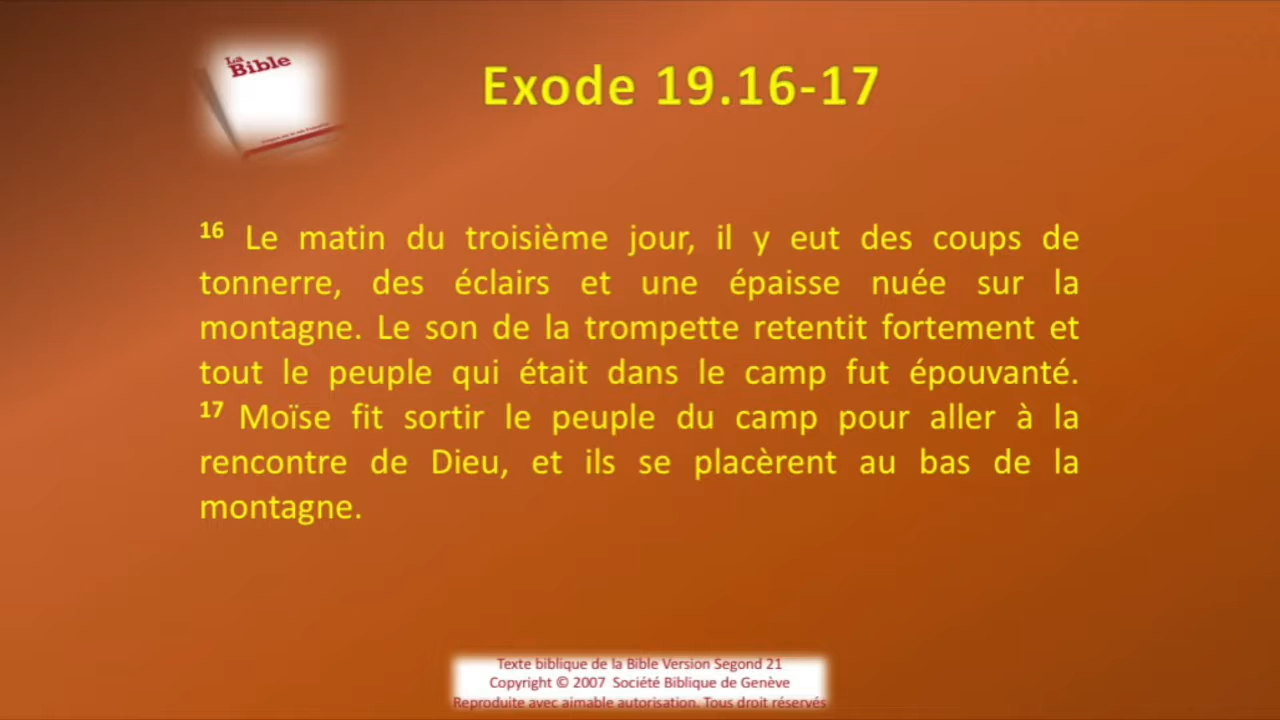 La
Bible
Exode 19.16-17
16 Le matin du troisième jour, il y eut des coups de
tonnerre, des éclairs et une épaisse nuée sur la
montagne. Le son de la trompette retentit fortement et
tout le peuple qui était dans le camp fut épouvanté.
17 Moïse fit sortir le peuple du camp pour aller à la
rencontre de Dieu, et ils se placèrent au bas de la
montagne.
Texte biblique de la Bible Version Segond 21
Copyright © 2007 Société Biblique de Genève
Reproduite avec aimable autorisation. Tous droit réservés